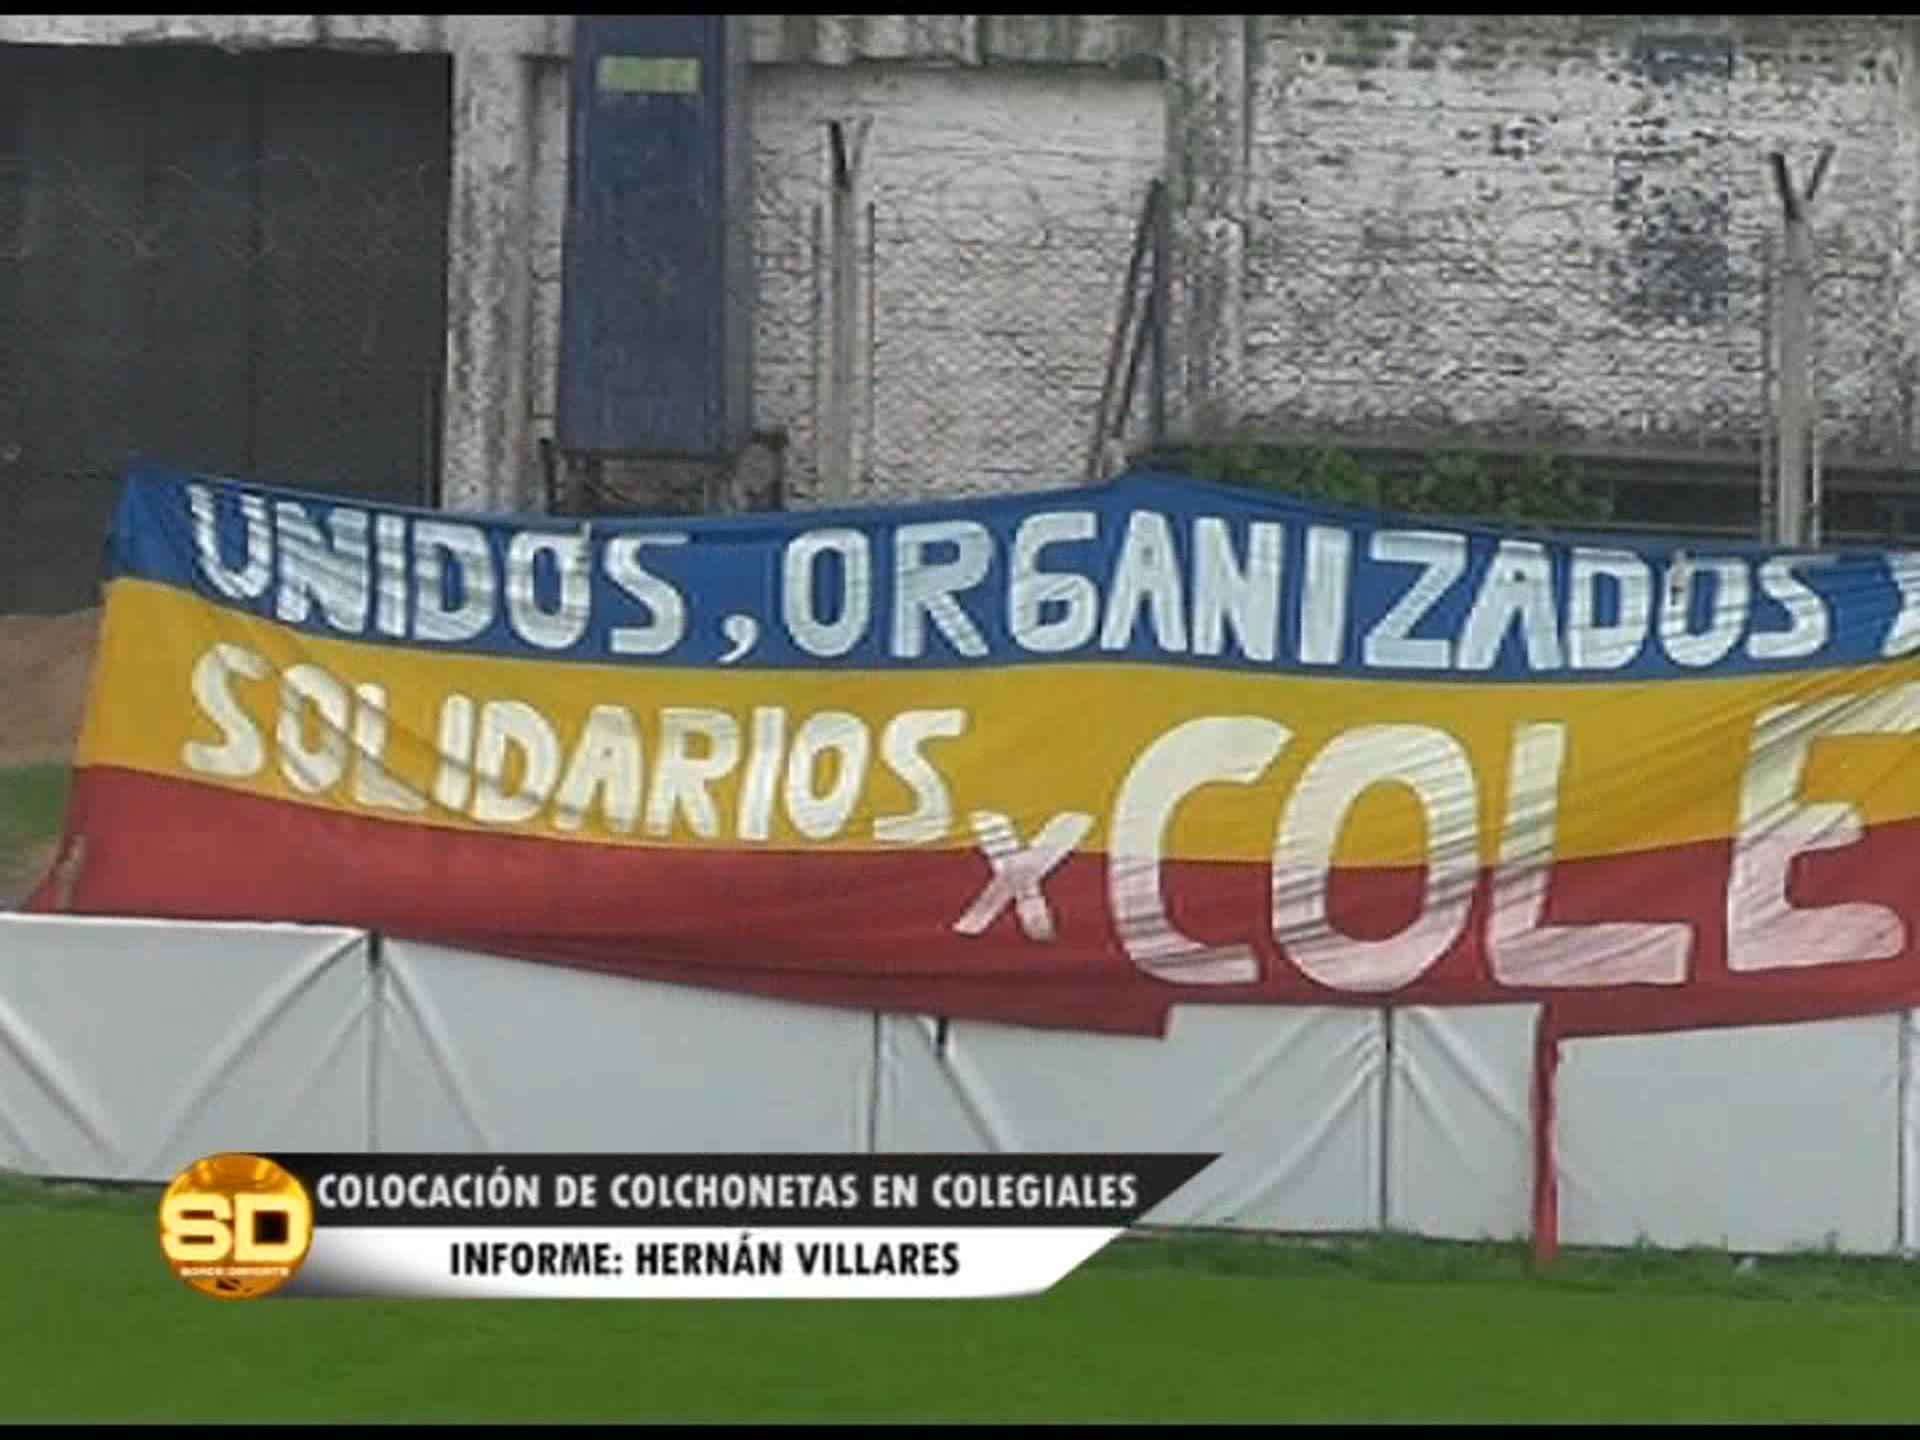 UNIDOS, ORGANIZADOS
SOLIDARIOS x COLE
SD
COLOCACIÓN DE COLCHONETAS EN COLEGIALES
INFORME: HERNÁN VILLARES